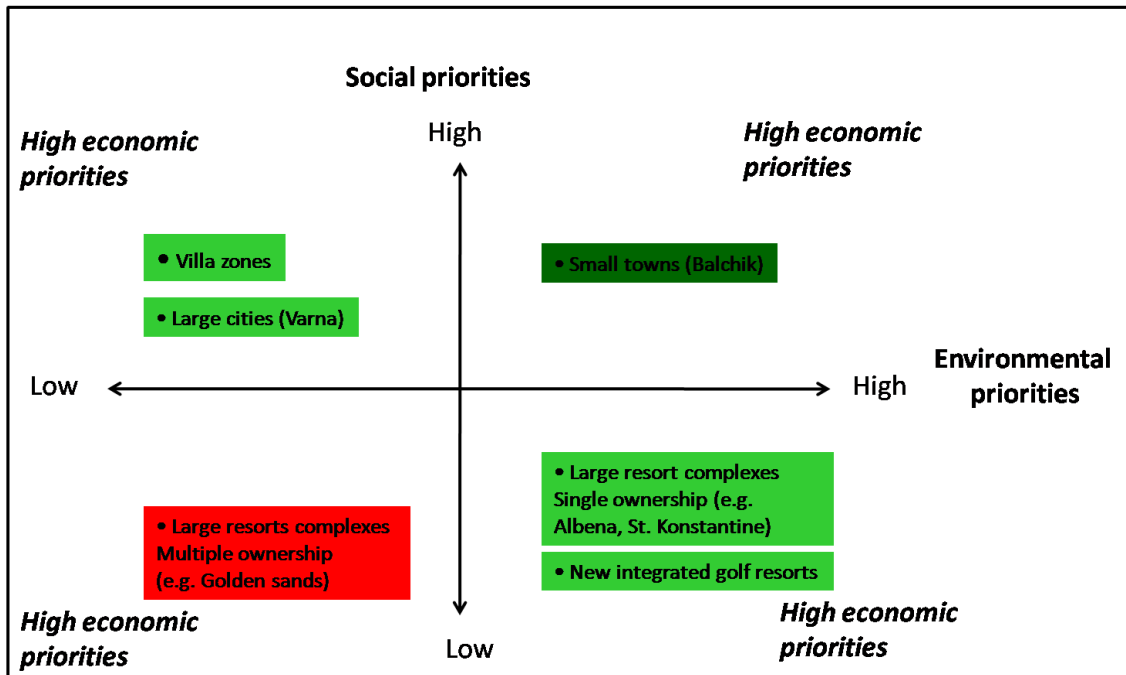 Social priorities
High economic
priorities
High
High economic
priorities
• Villa zones
• Small towns (Balchik)
• Large cities (Varna)
Low
High
Environmental
priorities
• Large resorts complexes
Multiple ownership
(e.g. Golden sands)
• Large resort complexes
Single ownership (e.g.
Albena, St. Konstantine)
• New integrated golf resorts
High economic
priorities
Low
High economic
priorities